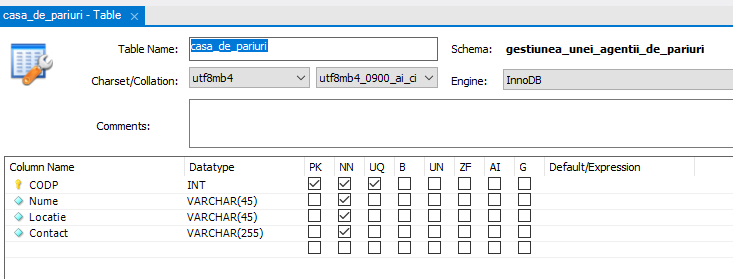 casa_de_pariuri - Table ×
Table Name: casa_de_pariuri Schema: gestiunea_unei_agentii_de_pariuri
Charset/Collation: utf8mb4 utf8mb4_0900_ai_ci Engine: InnoDB
Comments:
Column Name Datatype PK NN UQ B UN ZF AI G Default/Expression
CODP INT
Nume VARCHAR(45)
Locatie VARCHAR(45)
Contact VARCHAR(255)